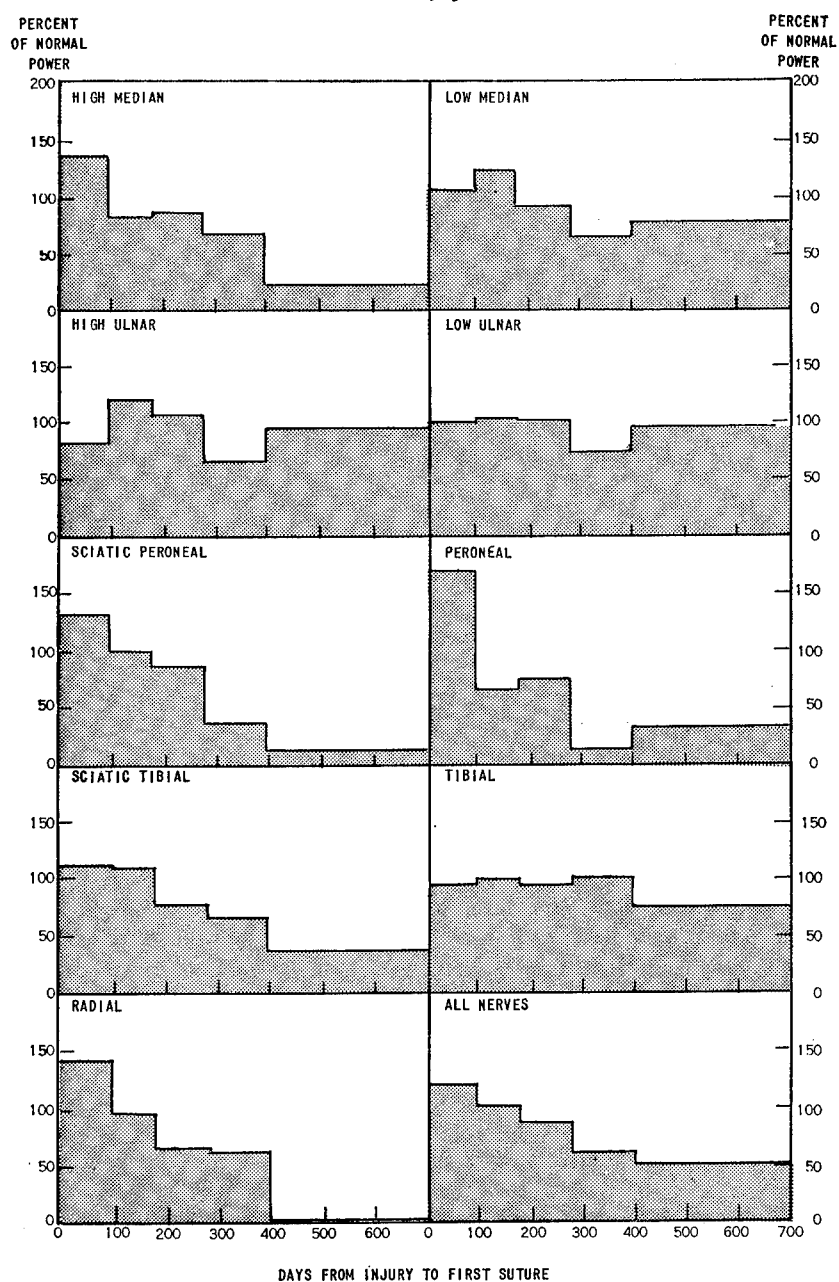 PERCENT
OF NORMAL
POWER
PERCENT
OF NORMAL
POWER
200
150
100
50
0
HIGH MEDIAN
LOW MEDIAN
200
150
100
50
0
150
100
50
0
HIGH ULNAR
LOW ULNAR
150
100
50
0
150
100
50
0
SCIATIC PERONEAL
PERONEAL
150
100
50
0
150
100
50
0
SCIATIC TIBIAL
TIBIAL
150
100
50
0
150
100
50
0
RADIAL
ALL NERVES
150
100
50
0
0 100 200 300 400 500 600 0 100 200 300 400 500 600 700
DAYS FROM INJURY TO FIRST SUTURE